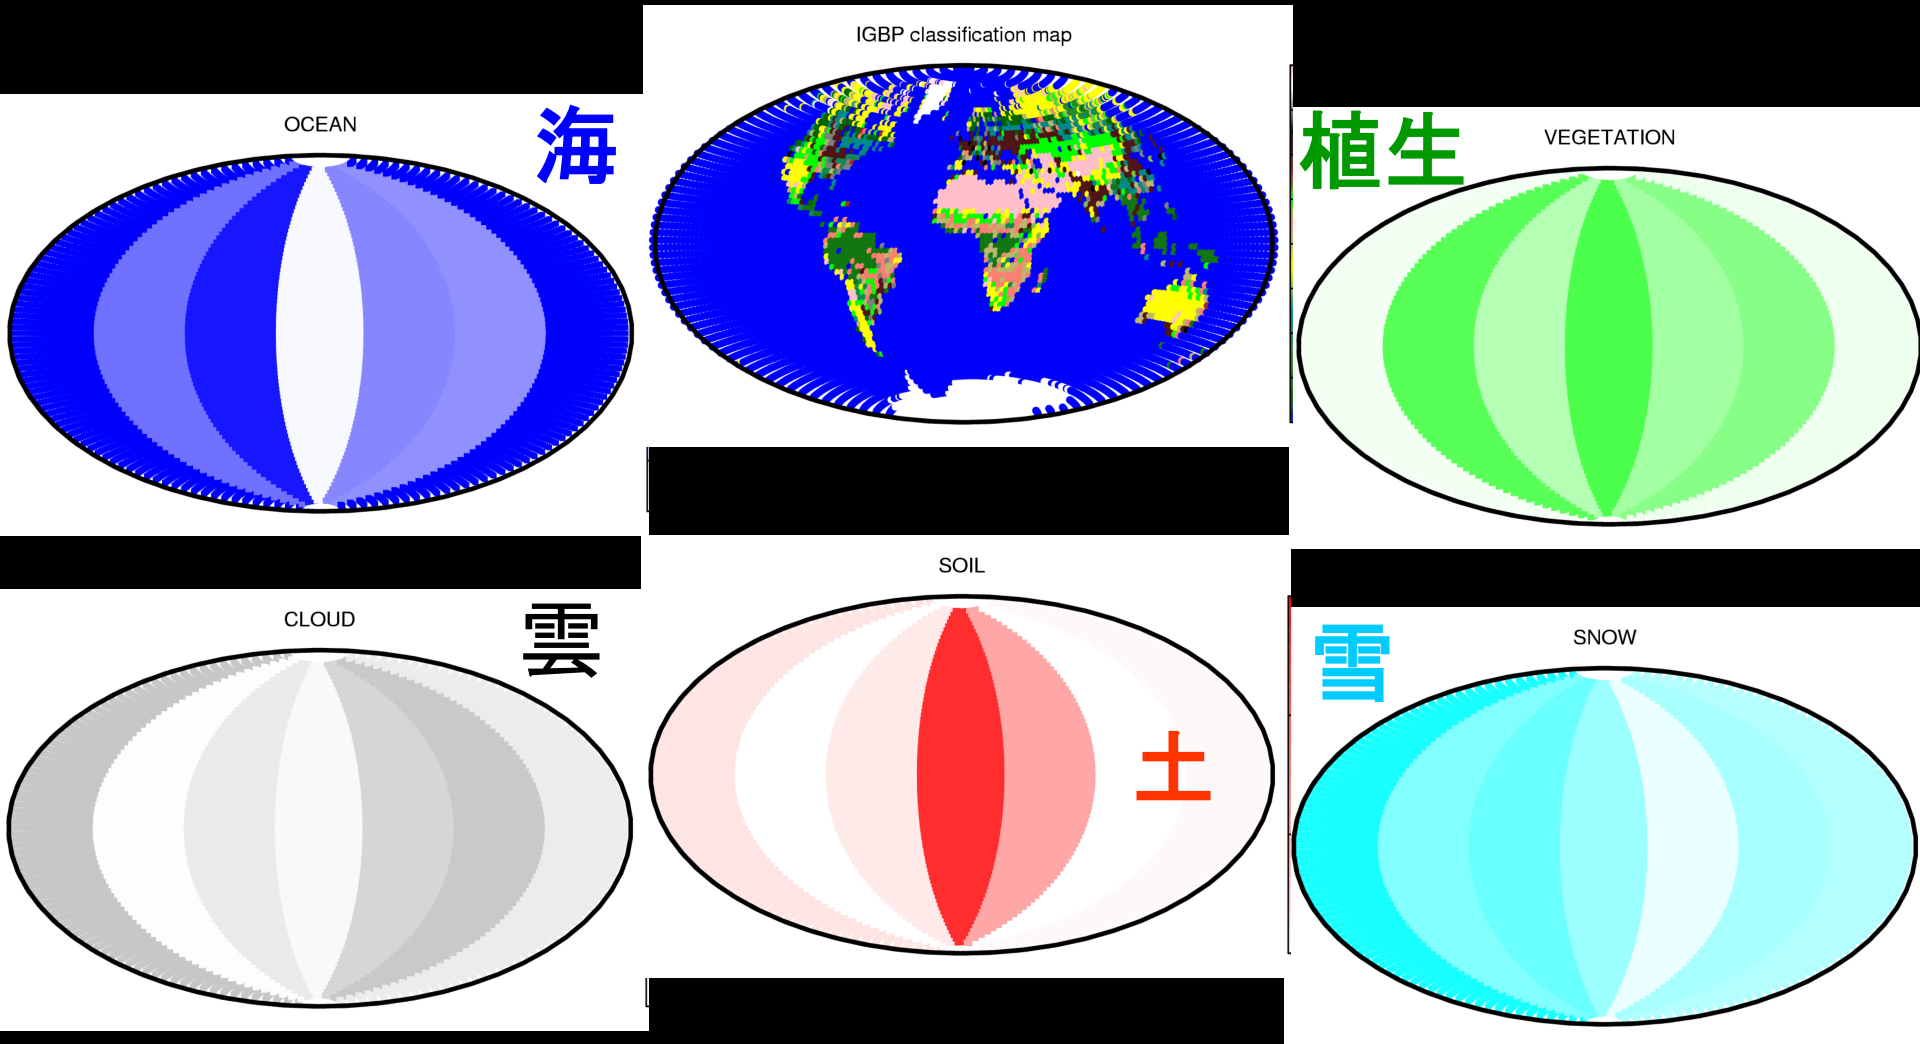 IGBP classification map
OCEAN
海
植生
VEGETATION
CLOUD
雲
SOIL
土
雪
SNOW